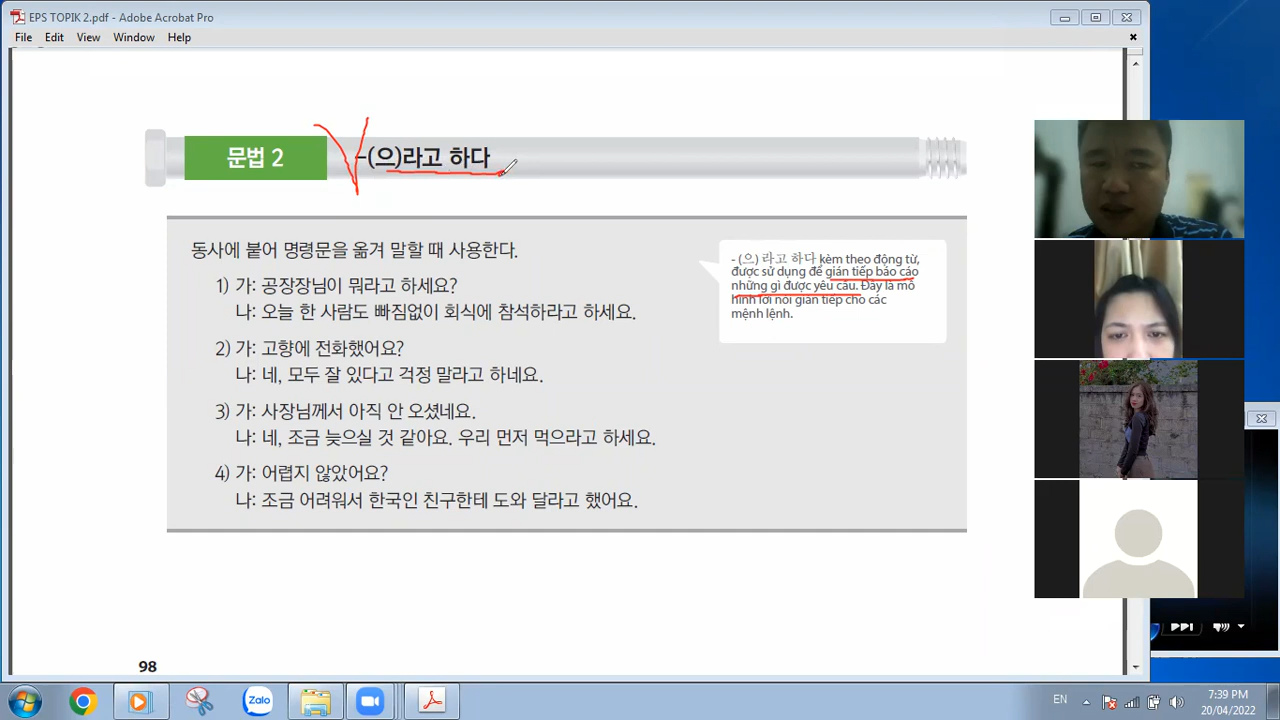 EPS TOPIK 2.pdf - Adobe Acrobat Pro
File Edit View Window Help
문법 2 -(으)라고 하다
동사에 붙어 명령문을 옮겨 말할 때 사용한다.
1) 가: 공장장님이 뭐라고 하세요?
나: 오늘 한 사람도 빠짐없이 회식에 참석하라고 하세요.
2) 가: 고향에 전화했어요?
나: 네, 모두 잘 있다고 걱정 말라고 하네요.
3) 가: 사장님께서 아직 안 오셨네요.
나: 네, 조금 늦으실 것 같아요. 우리 먼저 먹으라고 하세요.
4) 가: 어렵지 않았어요?
나: 조금 어려워서 한국인 친구한테 도와 달라고 했어요.
- (으) 라고 하다 kèm theo động từ,
được sử dụng để gián tiếp báo cáo
những gì được yêu cầu. Đây là mô
hình lời nói gián tiếp cho các
mệnh lệnh.
98
Zalo
EN
7:39 PM
20/04/2022